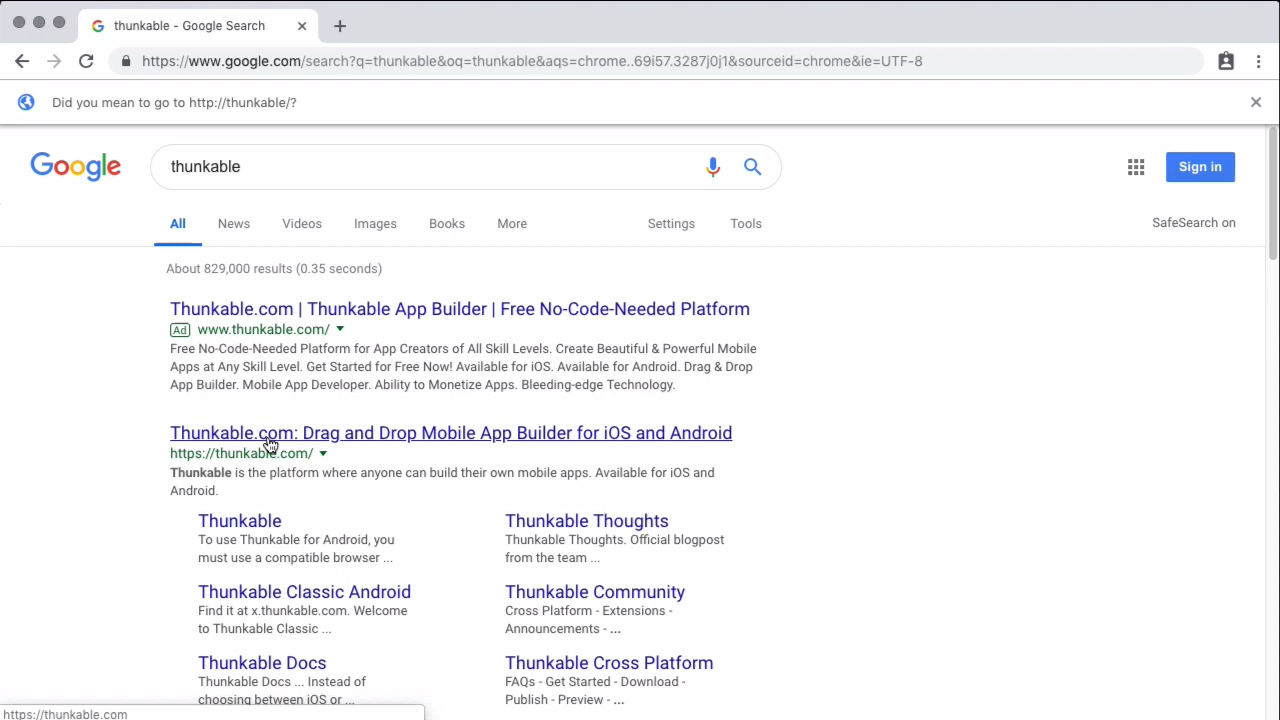 thunkable - Google Search
https://www.google.com/search?q=thunkable&oq=thunkable&aqs=chrome..69i57.3287j0j1&sourceid=chrome&ie=UTF-8
Did you mean to go to http://thunkable/?
Google
thunkable
Sign in
All News Videos Images Books More Settings Tools
SafeSearch on
About 829,000 results (0.35 seconds)
Thunkable.com | Thunkable App Builder | Free No-Code-Needed Platform
Ad www.thunkable.com/
Free No-Code-Needed Platform for App Creators of All Skill Levels. Create Beautiful & Powerful Mobile
Apps at Any Skill Level. Get Started for Free Now! Available for iOS. Available for Android. Drag & Drop
App Builder. Mobile App Developer. Ability to Monetize Apps. Bleeding-edge Technology.
Thunkable.com: Drag and Drop Mobile App Builder for iOS and Android
https://thunkable.com/
Thunkable is the platform where anyone can build their own mobile apps. Available for iOS and
Android.
Thunkable
To use Thunkable for Android, you
must use a compatible browser ...
Thunkable Thoughts
Thunkable Thoughts. Official blogpost
from the team ...
Thunkable Classic Android
Find it at x.thunkable.com. Welcome
to Thunkable Classic ...
Thunkable Community
Cross Platform - Extensions -
Announcements - ...
Thunkable Docs
Thunkable Docs ... Instead of
choosing between iOS or ...
Thunkable Cross Platform
FAQs - Get Started - Download -
Publish - Preview - ...
https://thunkable.com